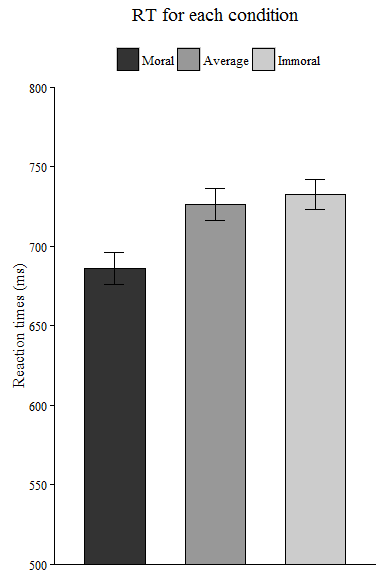 RT for each condition
Moral Average Immoral
800
750
700
650
600
550
500
Reaction times (ms)